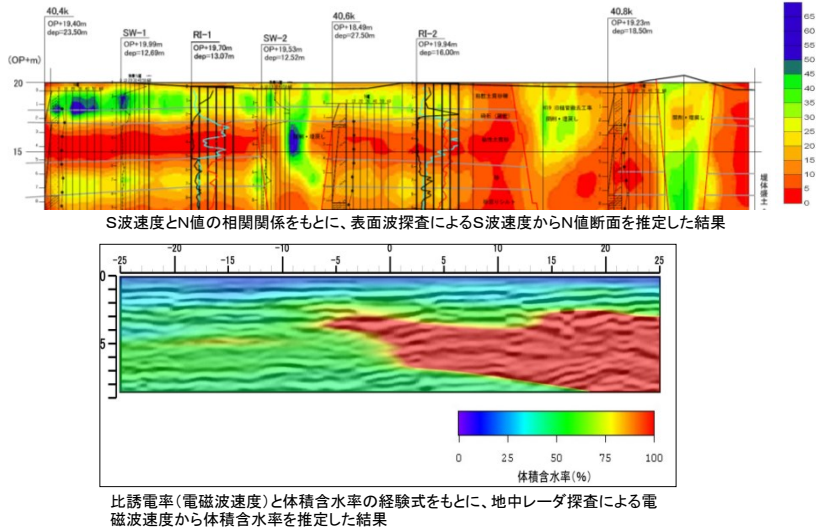 40,4k
OP+19,40m
dep=23,50m
SW-1
OP+19,99m
dep=12,69m
RI-1
OP+19,70m
dep=13,07m
SW-2
OP+19,53m
dep=12,52m
40,6k
OP+18,49m
dep=27,50m
RI-2
OP+19,94m
dep=16,00m
40,8k
OP+19,23m
dep=18,50m
(OP+m)
20
15
65
60
55
50
45
40
35
30
25
20
15
10
5
0
S波速度とN値の相関関係をもとに、表面波探査によるS波速度からN値断面を推定した結果
-20 -10 0 10 20
-25 -15 -5 5 15 25
0
5
0 25 50 75 100
体積含水率(%)
比誘電率(電磁波速度)と体積含水率の経験式をもとに、地中レーダ探査による電
磁波速度から体積含水率を推定した結果